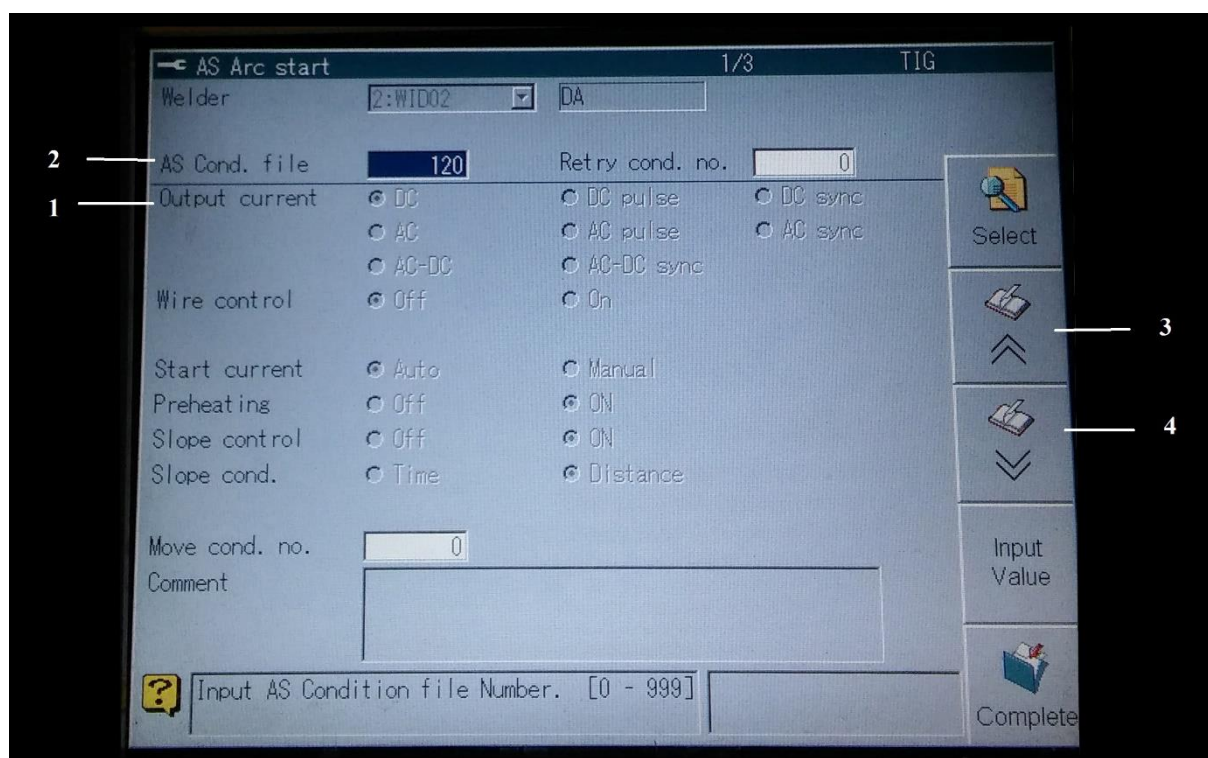 AS Arc start 1/3 TIG
Welder 2:WID02 DA
2 AS Cond. file 120 Retry cond. no. 0
1 Output current DC DC pulse DC sync
AC AC pulse AC sync
AC-DC AC-DC sync
Select
Wire control Off On
3
Start current Auto Manual
Preheating Off ON
4
Slope control Off ON
Slope cond. Time Distance
Move cond. no. 0
Input
Value
Comment
Input AS Condition file Number. [0 - 999]
Complete